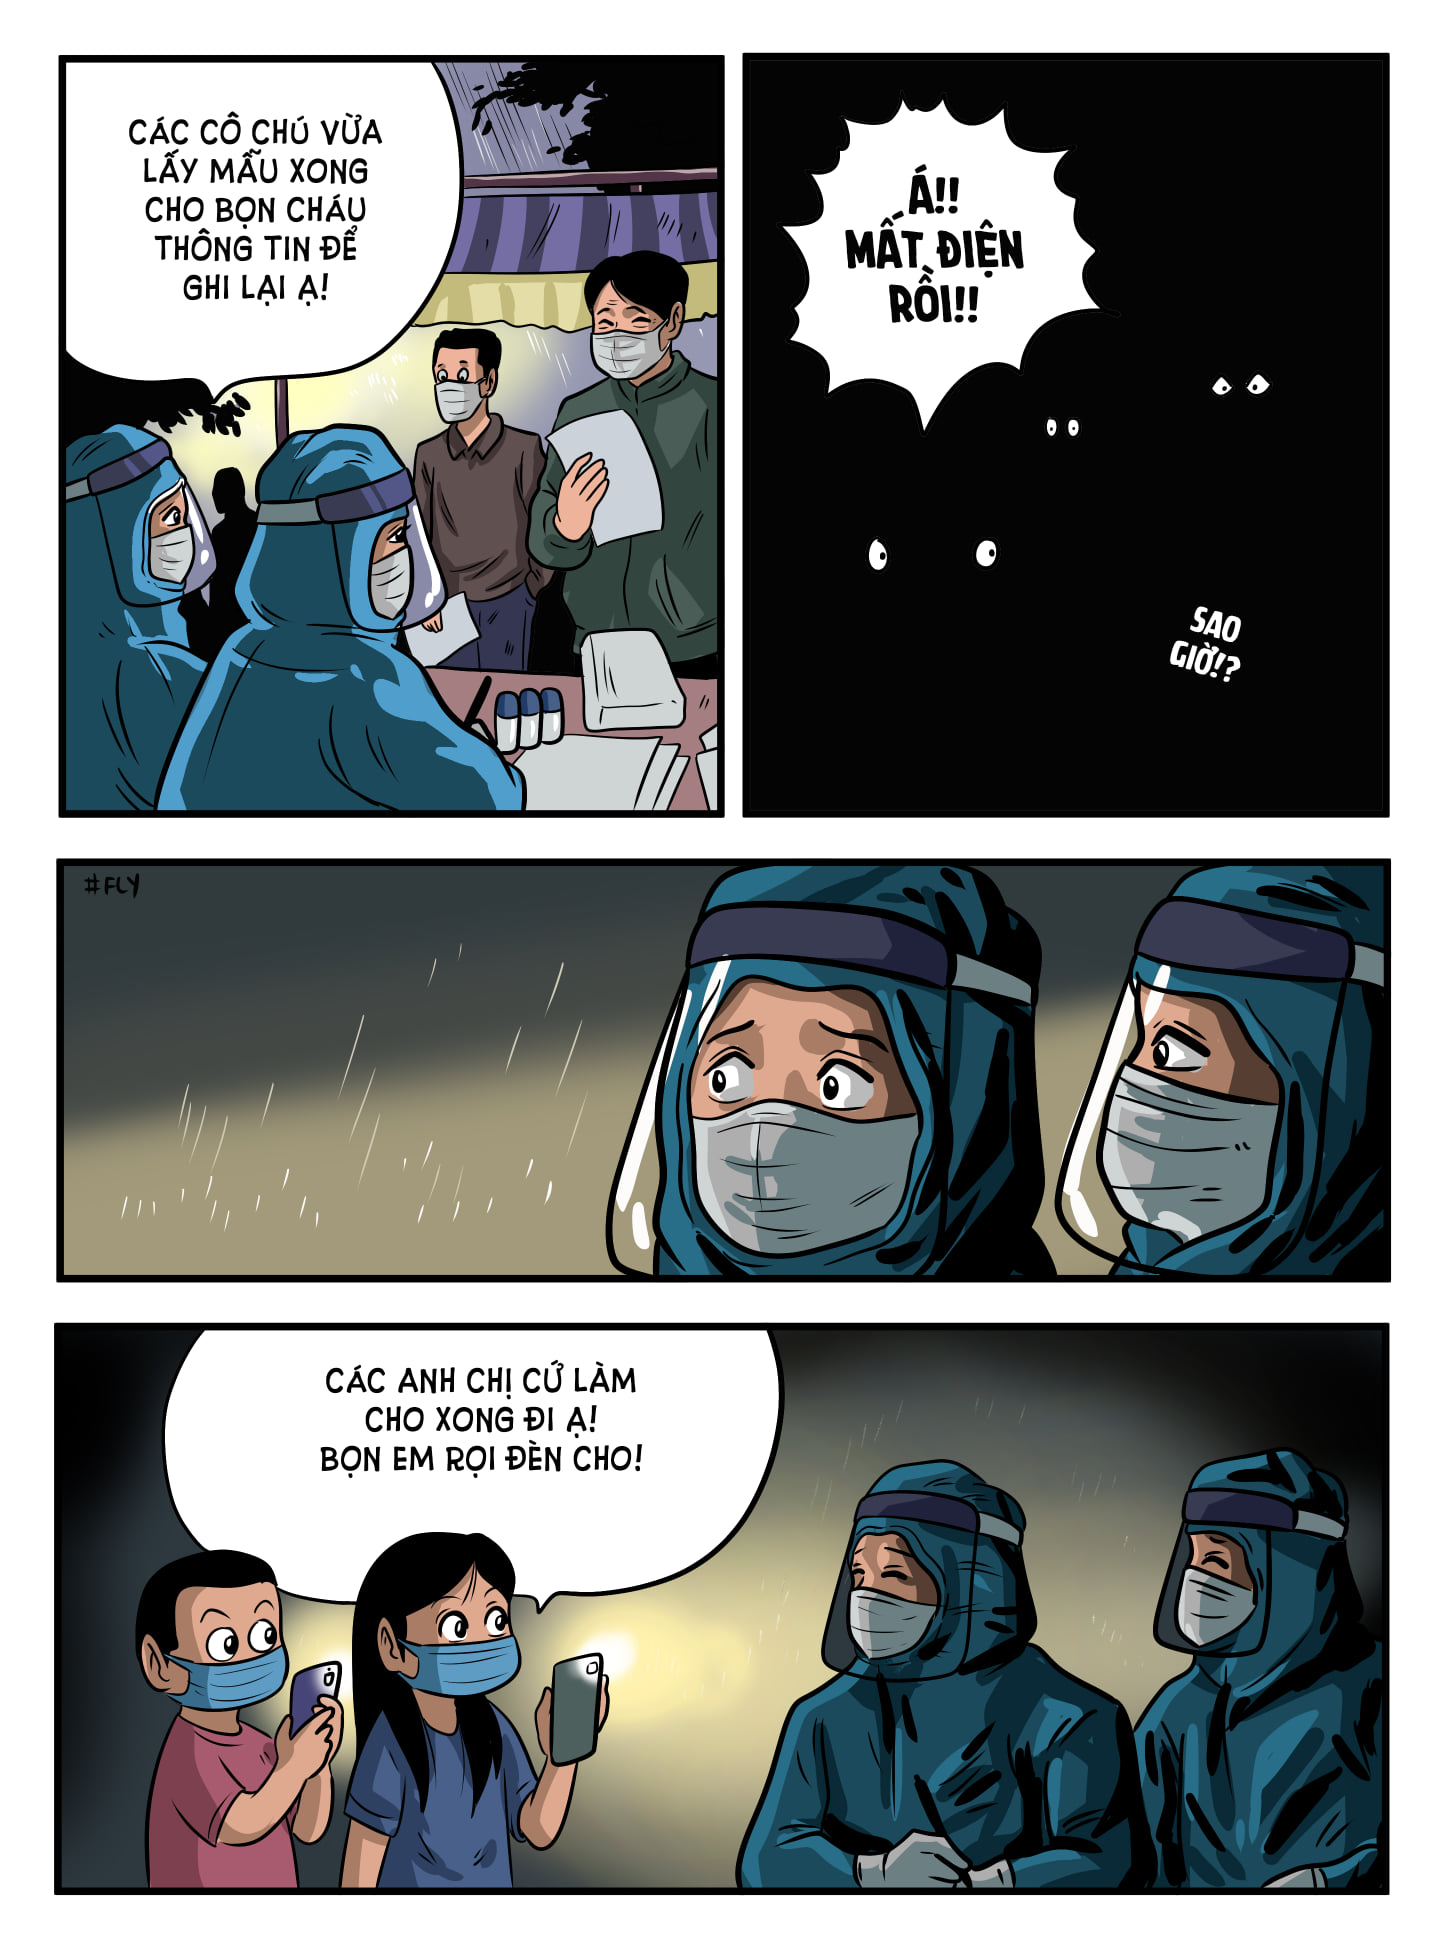 CÁC CÔ CHÚ VỪA
LẤY MẪU XONG
CHO BỌN CHÁU
THÔNG TIN ĐỂ
GHI LẠI Ạ!
Á!!
MẤT ĐIỆN
RỒI!!
SAO
GIỜ!?
#FLY
CÁC ANH CHỊ CỨ LÀM
CHO XONG ĐI Ạ!
BỌN EM RỌI ĐÈN CHO!